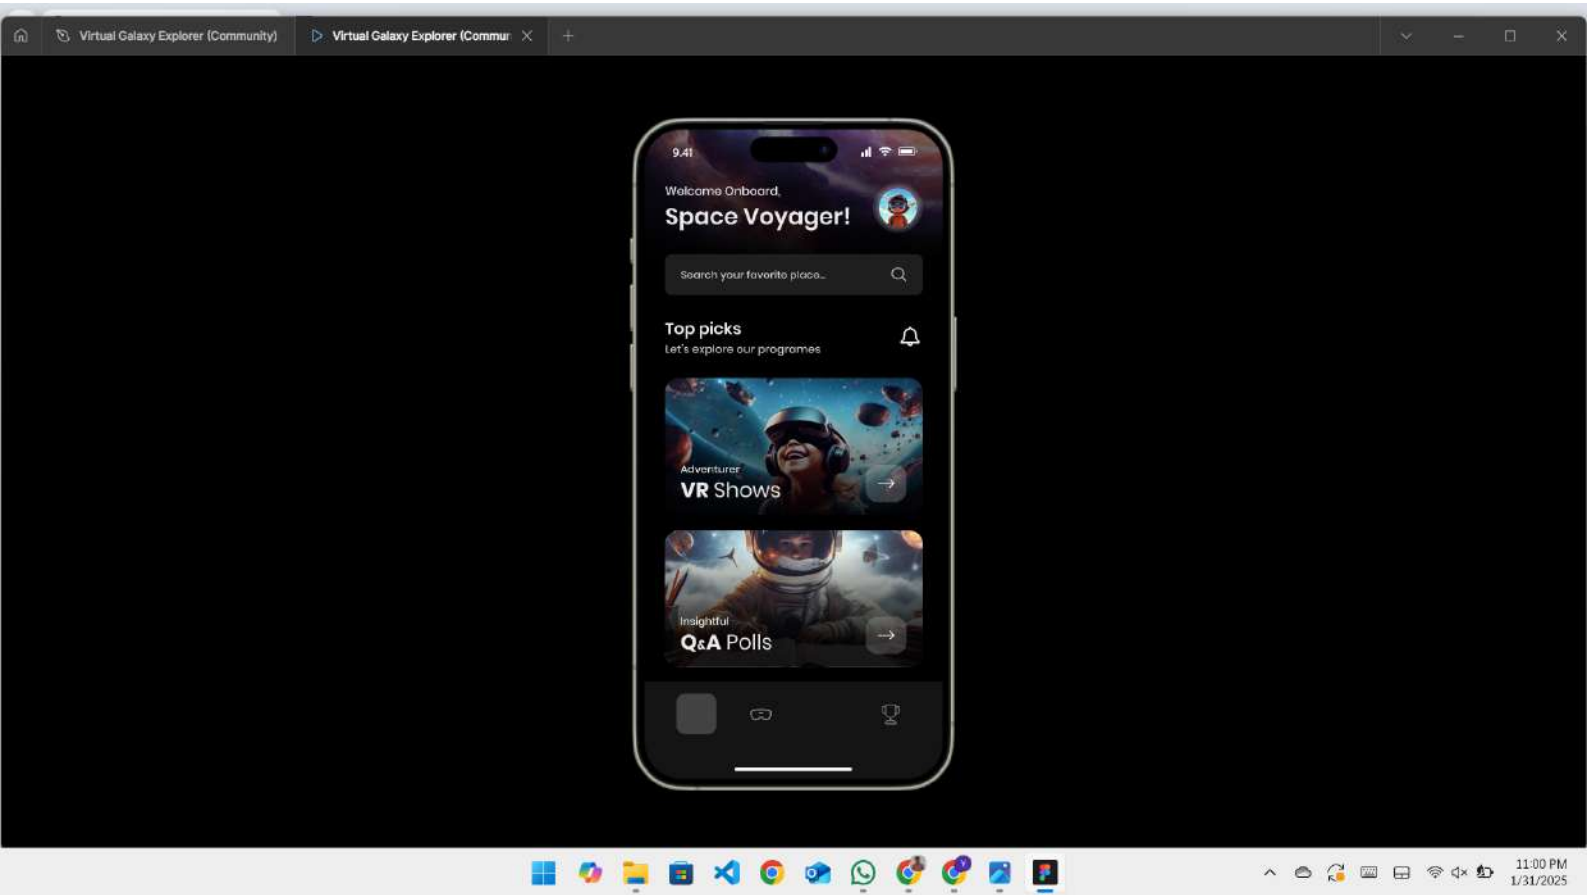 Virtual Galaxy Explorer (Community)
Virtual Galaxy Explorer (Commur
9.41
Welcome Onboard,
Space Voyager!
Search your favorite place...
Top picks
Let's explore our programes
Adventurer
VR Shows
Insightful
Q&A Polls
11:00 PM
1/31/2025